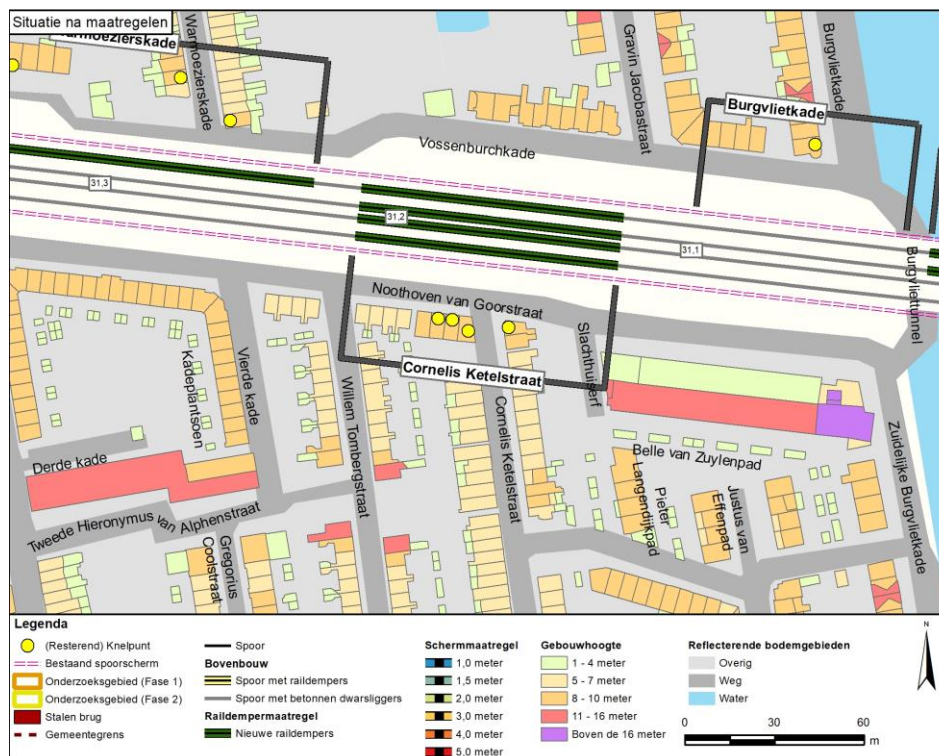 Situatie na maatregelen
Warmoezierskade
Warmoezierskade
Gravin Jacobastraat
Burgvlietkade
Burgvlietkade
Vossenburchkade
31,3
31,2
31,1
Burgvliettunnel
Noothoven van Goorstraat
Slachthuiserf
Cornelis Ketelstraat
Kadeplantsoen
Vierde kade
Willem Tombergstraat
Cornelis Ketelstraat
Zuidelijke Burgvlietkade
Derde kade
Belle van Zuylenpad
Pieter
Langendijkpad
Justus van
Effenpad
Tweede Hieronymus van Alphenstraat
Gregorius
Coolstraat
Legenda
(Resterend) Knelpunt
Bestaand spoorscherm
Onderzoeksgebied (Fase 1)
Onderzoeksgebied (Fase 2)
Stalen brug
Gemeentegrens
Spoor
Bovenbouw
Spoor met raildempers
Spoor met betonnen dwarsliggers
Raildempermaatregel
Nieuwe raildempers
Schermmaatregel
1,0 meter
1,5 meter
2,0 meter
3,0 meter
4,0 meter
5,0 meter
Gebouwhoogte
1 - 4 meter
5 - 7 meter
8 - 10 meter
11 - 16 meter
Boven de 16 meter
Reflecterende bodemgebieden
Overig
Weg
Water
N
0 30 60
m